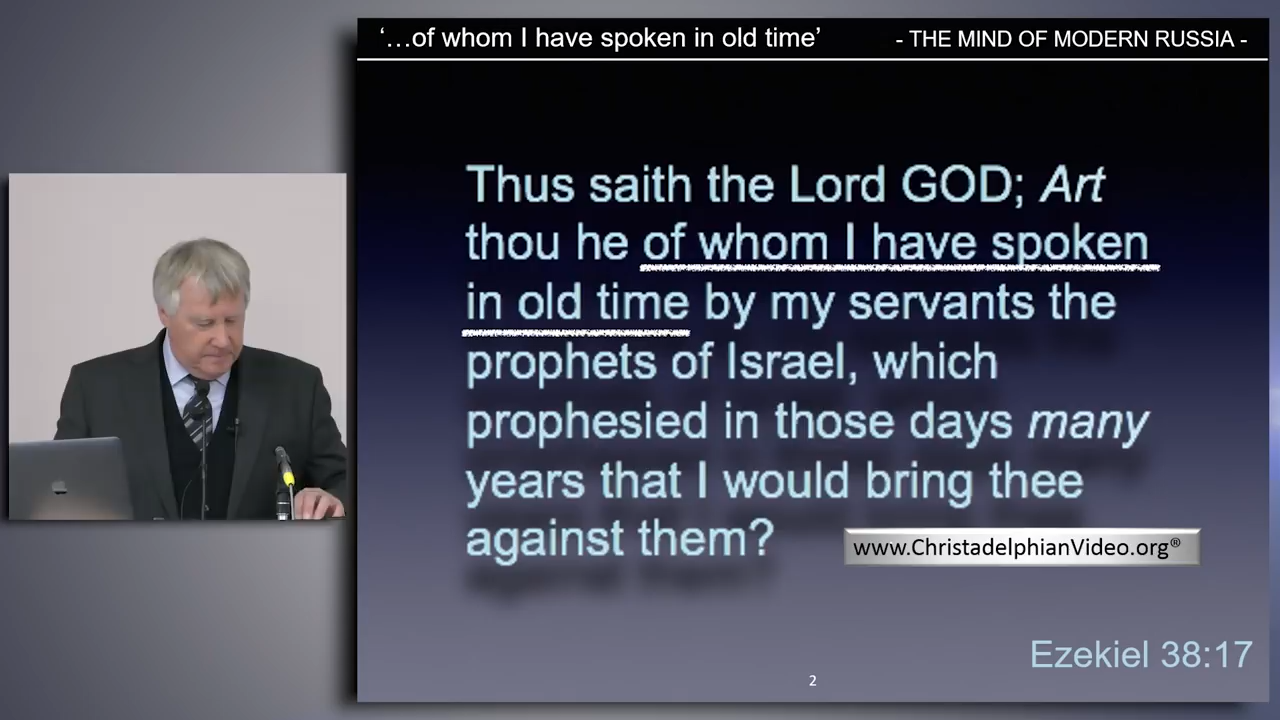 ‘…of whom I have spoken in old time’
- THE MIND OF MODERN RUSSIA -
Thus saith the Lord GOD; Art
thou he of whom I have spoken
in old time by my servants the
prophets of Israel, which
prophesied in those days many
years that I would bring thee
against them?
www.ChristadelphianVideo.org®
Ezekiel 38:17
2